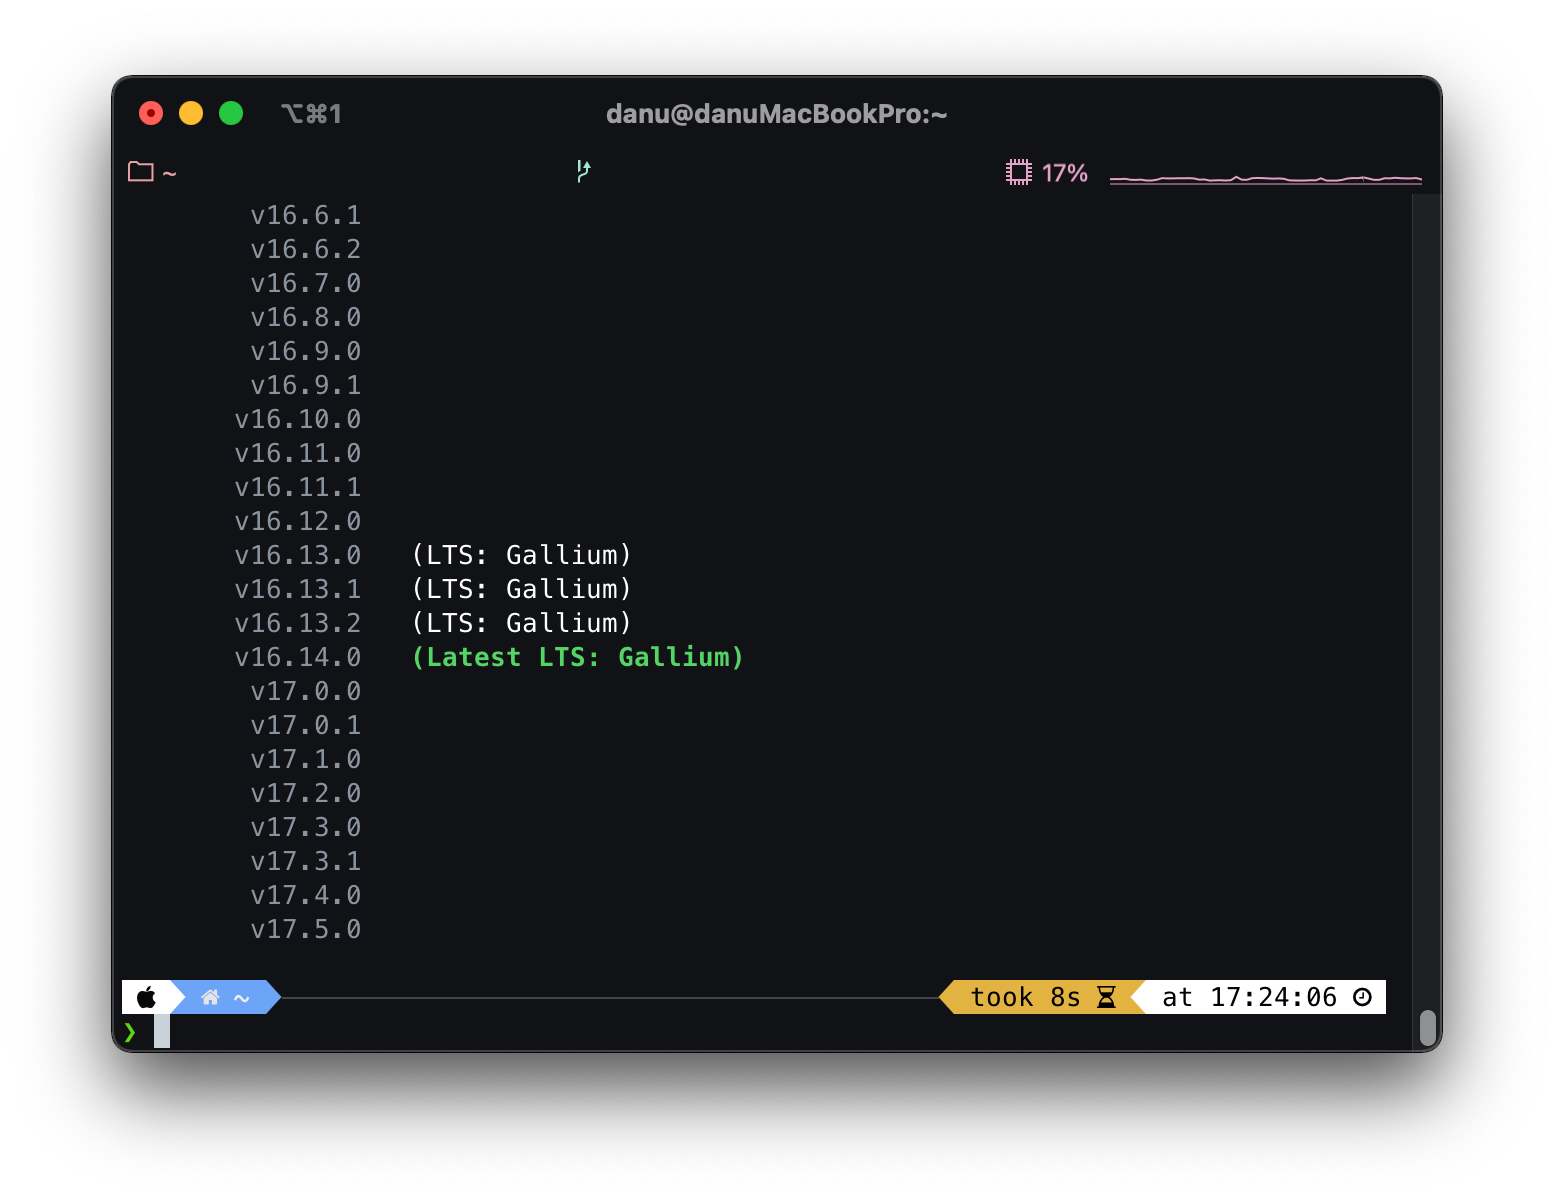 ⌥⌘1 danu@danuMacBookPro:~
~ 17%
v16.6.1
v16.6.2
v16.7.0
v16.8.0
v16.9.0
v16.9.1
v16.10.0
v16.11.0
v16.11.1
v16.12.0
v16.13.0 (LTS: Gallium)
v16.13.1 (LTS: Gallium)
v16.13.2 (LTS: Gallium)
v16.14.0 (Latest LTS: Gallium)
v17.0.0
v17.0.1
v17.1.0
v17.2.0
v17.3.0
v17.3.1
v17.4.0
v17.5.0
~ took 8s at 17:24:06
❯